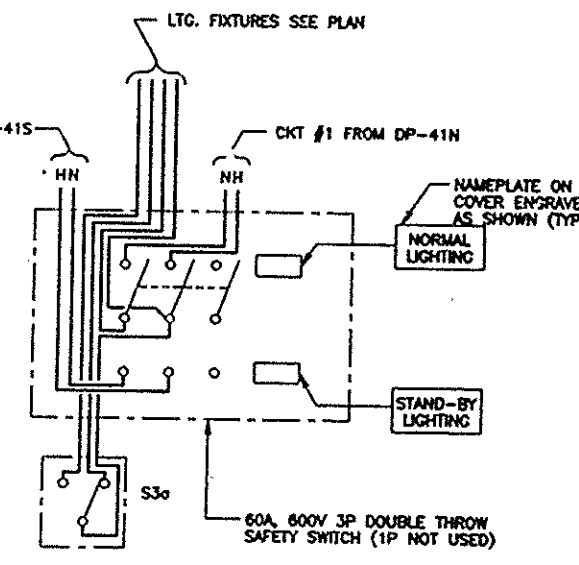 LTG. FIXTURES SEE PLAN
-41S
CKT #1 FROM DP-41N
HN
NH
NAMEPLATE ON
COVER ENGRAVE
AS SHOWN (TYP
NORMAL
LIGHTING
STAND-BY
LIGHTING
S3a
60A, 600V 3P DOUBLE THROW
SAFETY SWITCH (1P NOT USED)